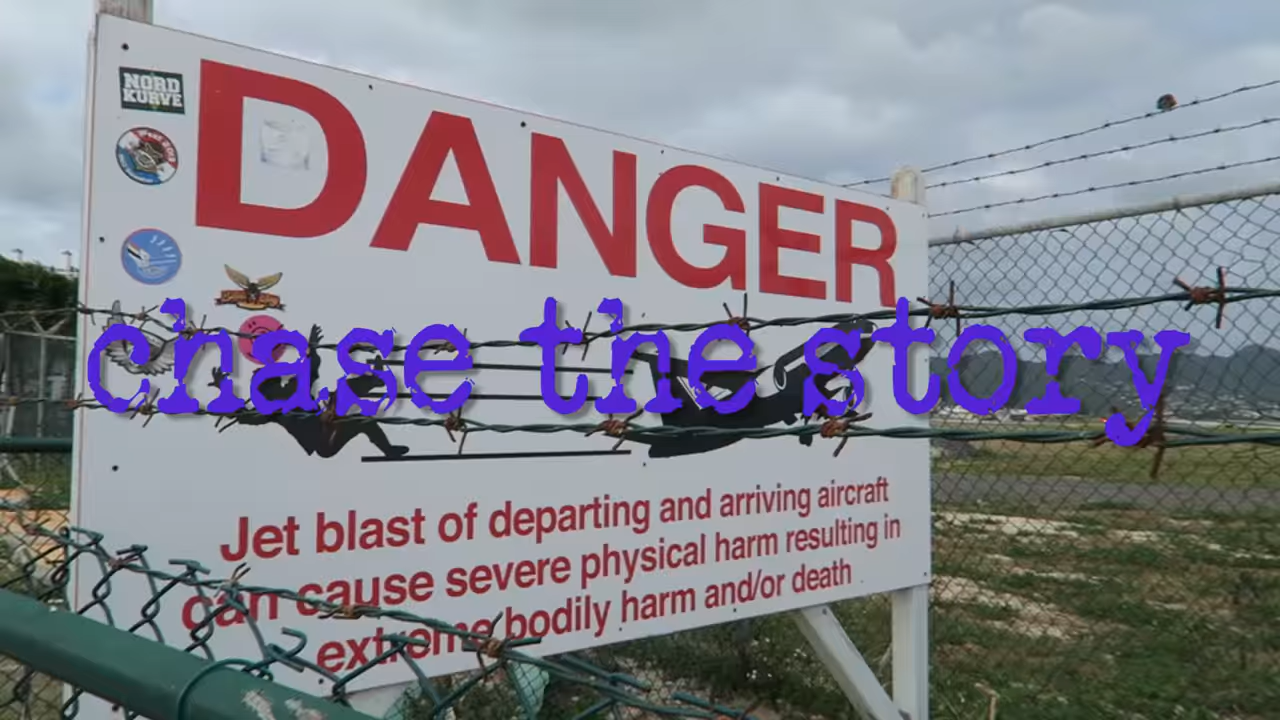 NORD
KURVE
DANGER
chase the story
Jet blast of departing and arriving aircraft
can cause severe physical harm resulting in
extreme bodily harm and/or death